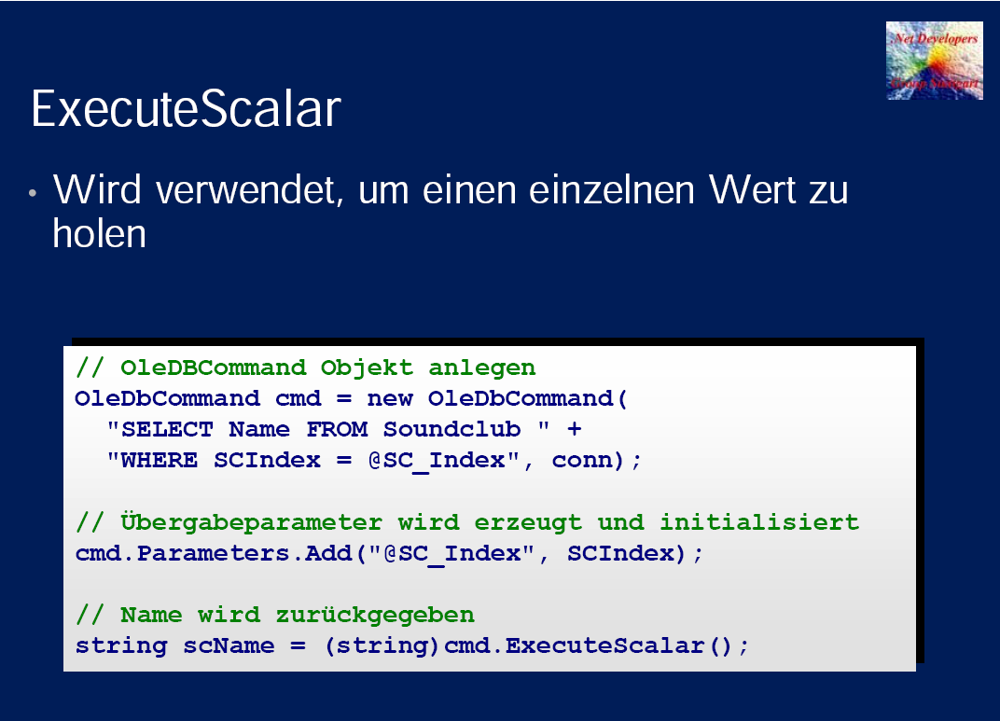 .Net Developers
Group Stuttgart
ExecuteScalar
• Wird verwendet, um einen einzelnen Wert zu
holen
// OleDBCommand Objekt anlegen
OleDbCommand cmd = new OleDbCommand(
"SELECT Name FROM Soundclub " +
"WHERE SCIndex = @SC_Index", conn);
// Übergabeparameter wird erzeugt und initialisiert
cmd.Parameters.Add("@SC_Index", SCIndex);
// Name wird zurückgegeben
string scName = (string)cmd.ExecuteScalar();